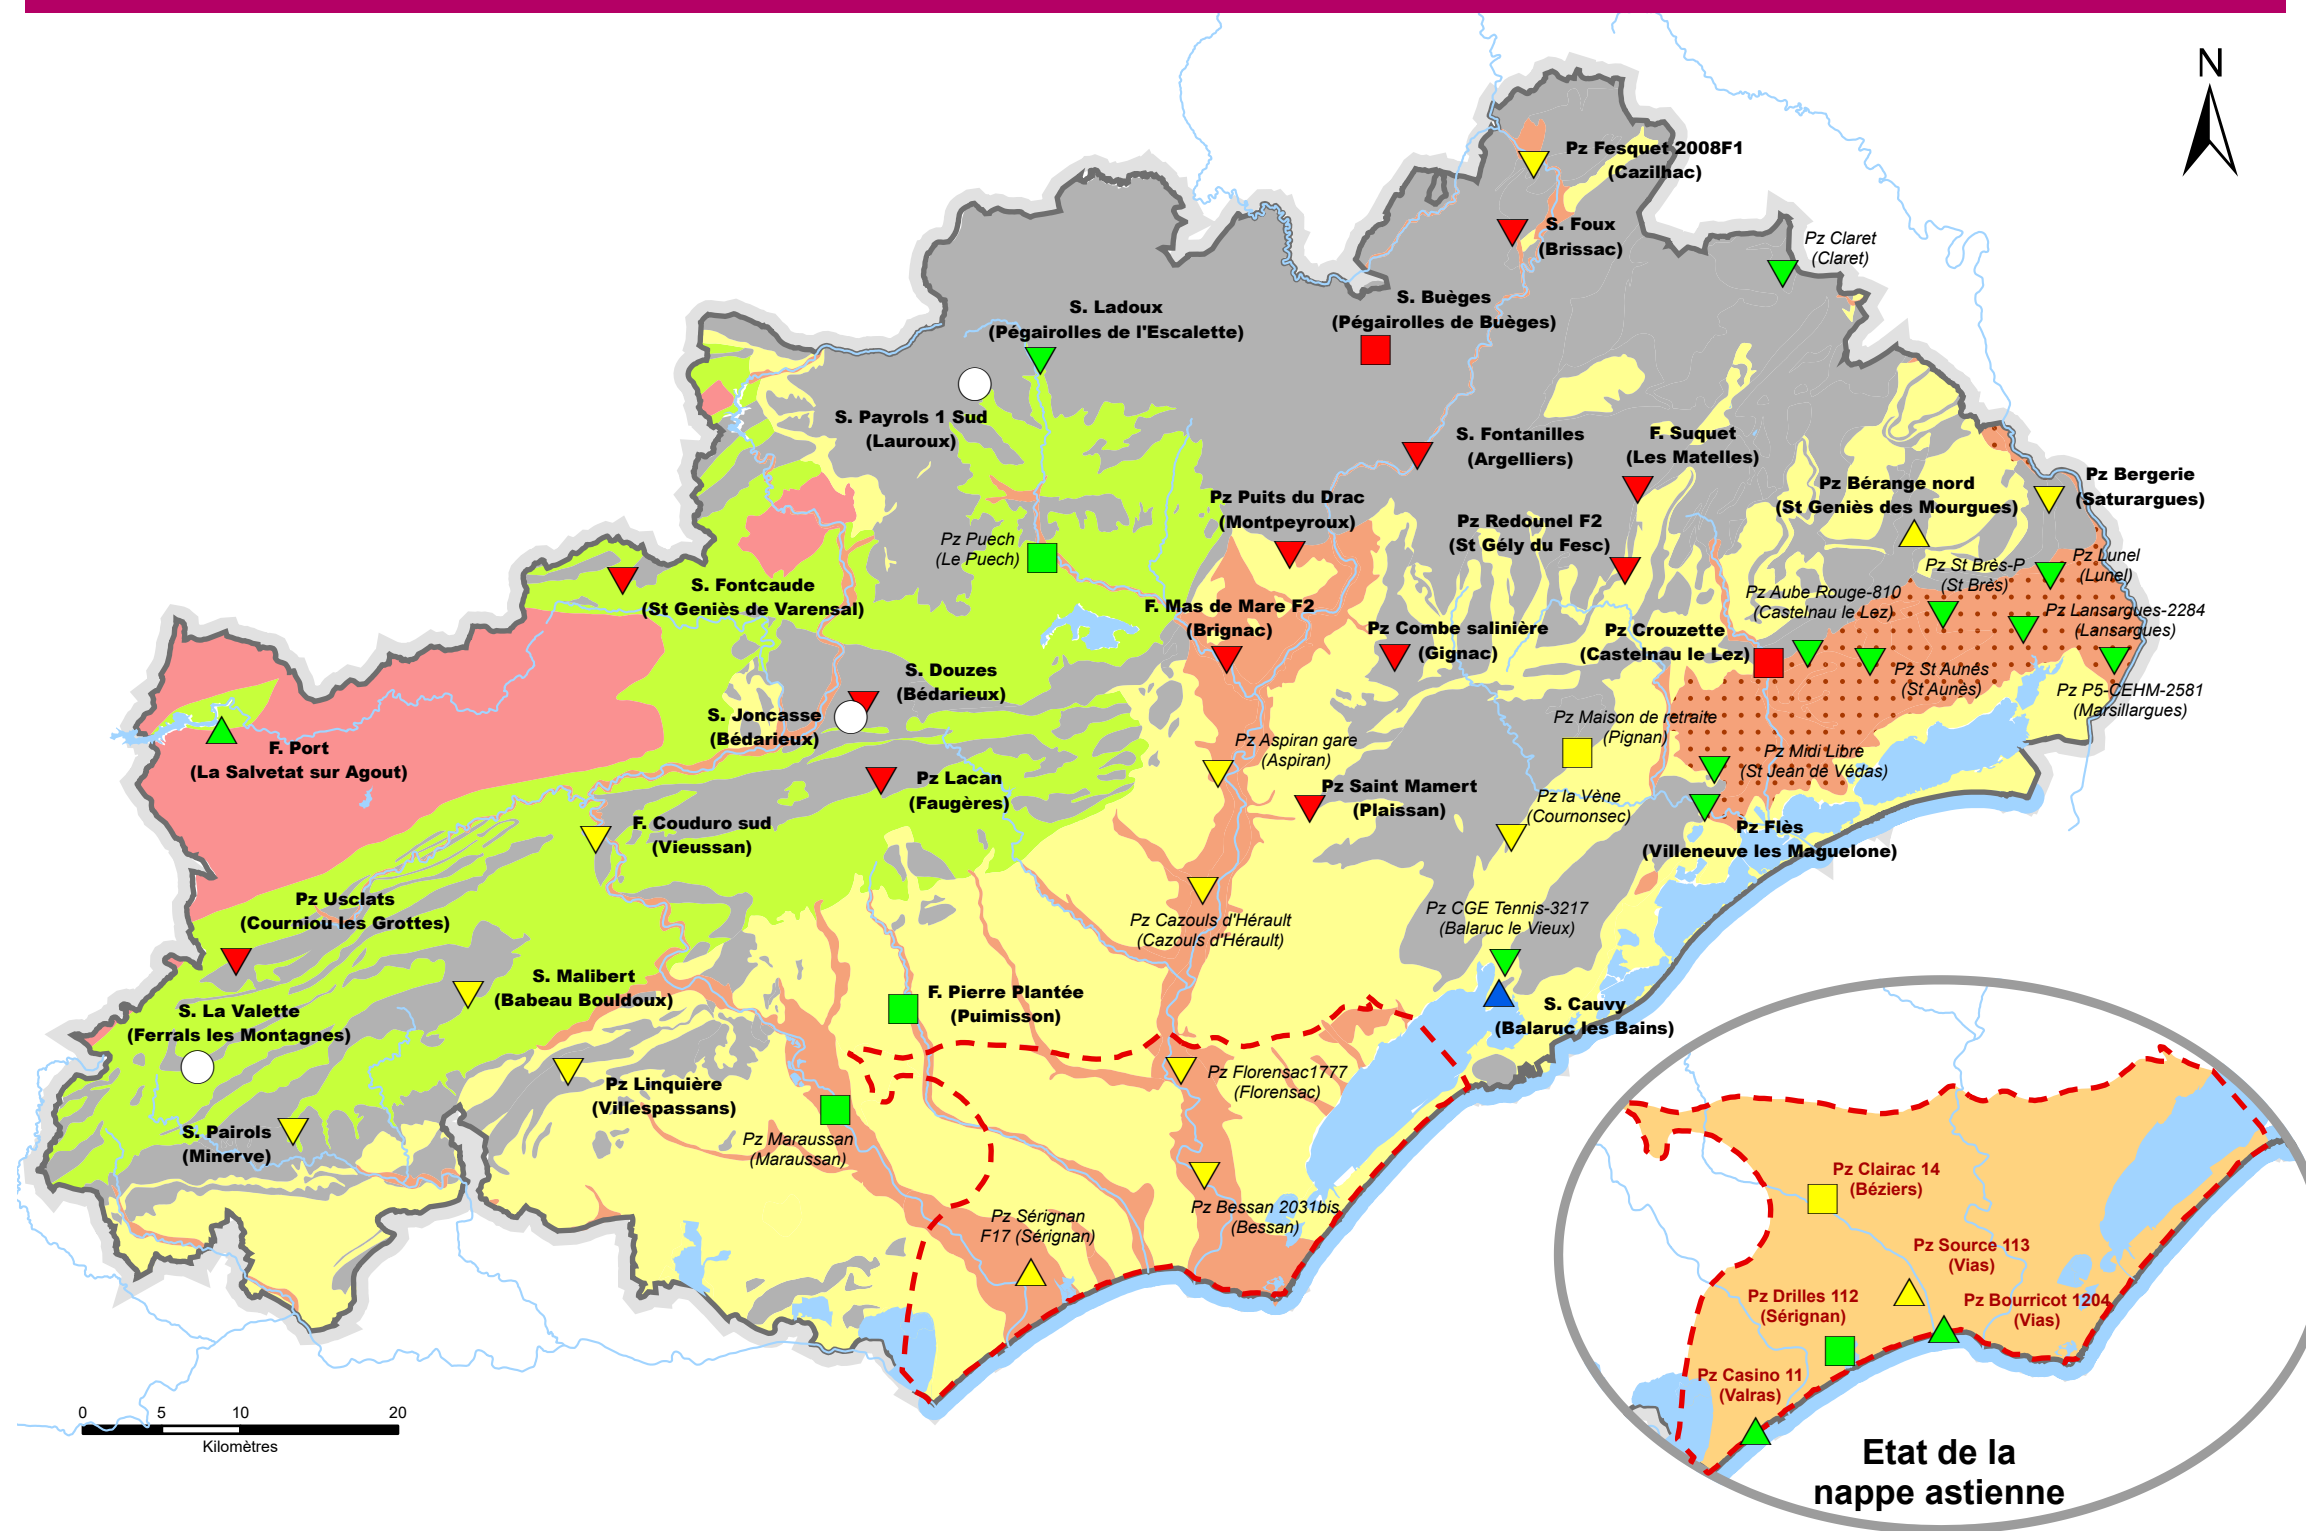 N
Pz Fesquet 2008F1
(Cazilhac)
S. Foux
(Brissac)
Pz Claret
(Claret)
S. Buèges
(Pégairolles de Buèges)
S. Ladoux
(Pégairolles de l'Escalette)
S. Payrols 1 Sud
(Lauroux)
S. Fontanilles
(Argelliers)
F. Suquet
(Les Matelles)
Pz Bergerie
(Saturargues)
Pz Bérange nord
(St Geniès des Mourgues)
Pz Puits du Drac
(Montpeyroux)
Pz Redounel F2
(St Gély du Fesc)
Pz Puech
(Le Puech)
Pz Lunel
(Lunel)
Pz St Brès-P
(St Brès)
Pz Aube Rouge-810
(Castelnau le Lez)
Pz Lansargues-2284
(Lansargues)
S. Fontcaude
(St Geniès de Varensal)
F. Mas de Mare F2
(Brignac)
Pz Combe salinière
(Gignac)
Pz Crouzette
(Castelnau le Lez)
S. Douzes
(Bédarieux)
Pz St Aunès
(St Aunès)
Pz P5-CEHM-2581
(Marsillargues)
S. Joncasse
(Bédarieux)
Pz Maison de retraite
(Pignan)
F. Port
(La Salvetat sur Agout)
Pz Aspiran gare
(Aspiran)
Pz Midi Libre
(St Jean de Védas)
Pz Lacan
(Faugères)
Pz Saint Mamert
(Plaissan)
Pz la Vène
(Cournonsec)
F. Couduro sud
(Vieussan)
Pz Flès
(Villeneuve les Maguelone)
Pz Usclats
(Courniou les Grottes)
Pz Cazouls d'Hérault
(Cazouls d'Hérault)
Pz CGE Tennis-3217
(Balaruc le Vieux)
S. Malibert
(Babeau Bouldoux)
F. Pierre Plantée
(Puimisson)
S. Cauvy
(Balaruc les Bains)
S. La Valette
(Ferrals les Montagnes)
Pz Linquière
(Villespassans)
Pz Florensac1777
(Florensac)
S. Pairols
(Minerve)
Pz Maraussan
(Maraussan)
Pz Sérignan
F17 (Sérignan)
Pz Bessan 2031bis
(Bessan)
Pz Clairac 14
(Béziers)
Pz Source 113
(Vias)
Pz Drilles 112
(Sérignan)
Pz Bourricot 1204
(Vias)
Pz Casino 11
(Valras)
Etat de la
nappe astienne
0 5 10 20
Kilomètres